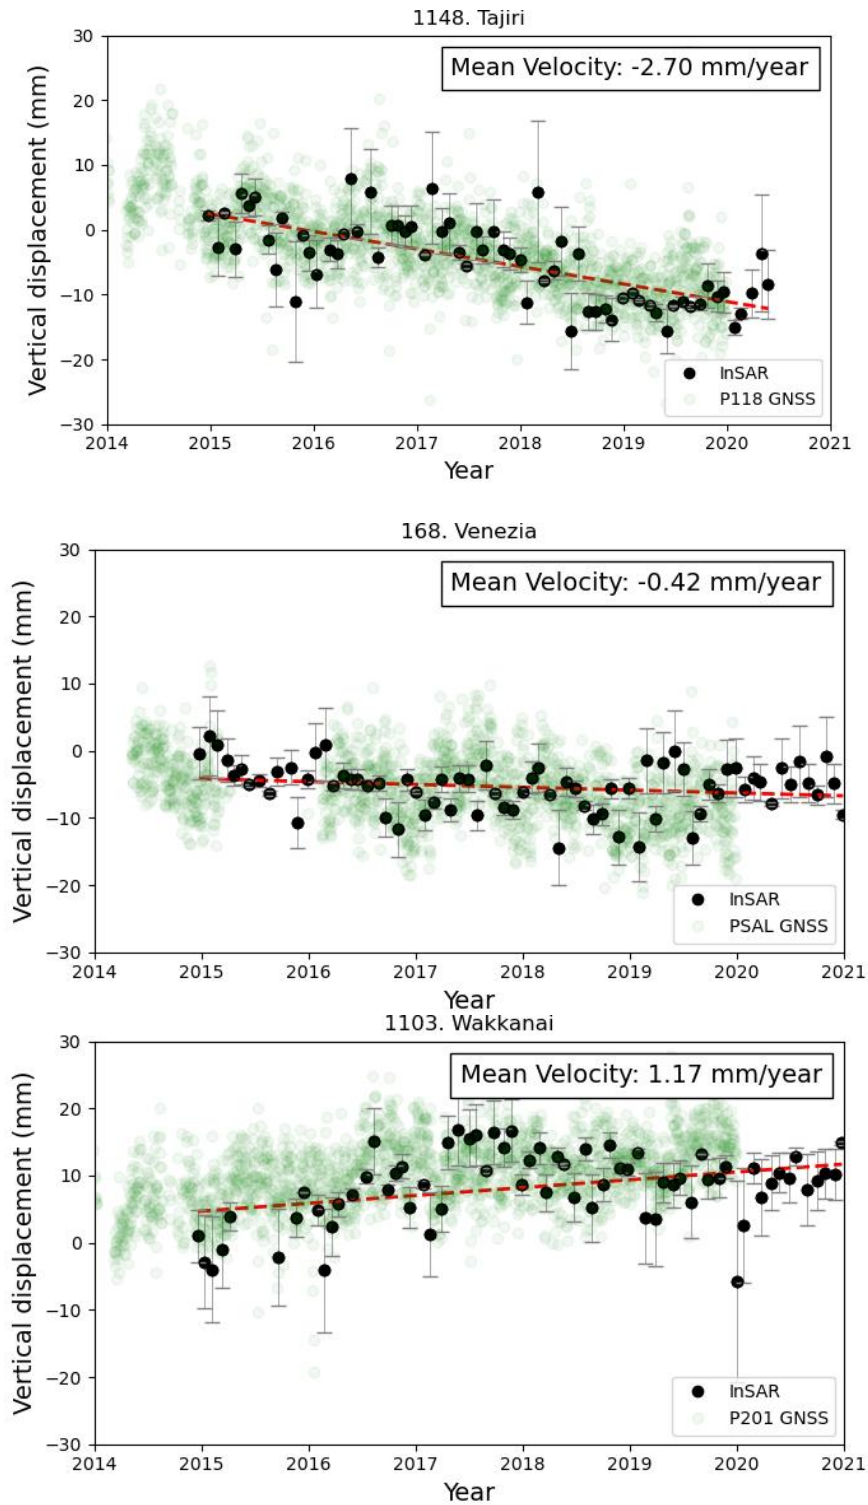 1148. Tajiri
Mean Velocity: -2.70 mm/year
Vertical displacement (mm)
30
20
10
0
−10
−20
−30
InSAR
P118 GNSS
2014 2015 2016 2017 2018 2019 2020 2021
Year
168. Venezia
Mean Velocity: -0.42 mm/year
Vertical displacement (mm)
30
20
10
0
−10
−20
−30
InSAR
PSAL GNSS
2014 2015 2016 2017 2018 2019 2020 2021
Year
1103. Wakkanai
Mean Velocity: 1.17 mm/year
Vertical displacement (mm)
30
20
10
0
−10
−20
−30
InSAR
P201 GNSS
2014 2015 2016 2017 2018 2019 2020 2021
Year